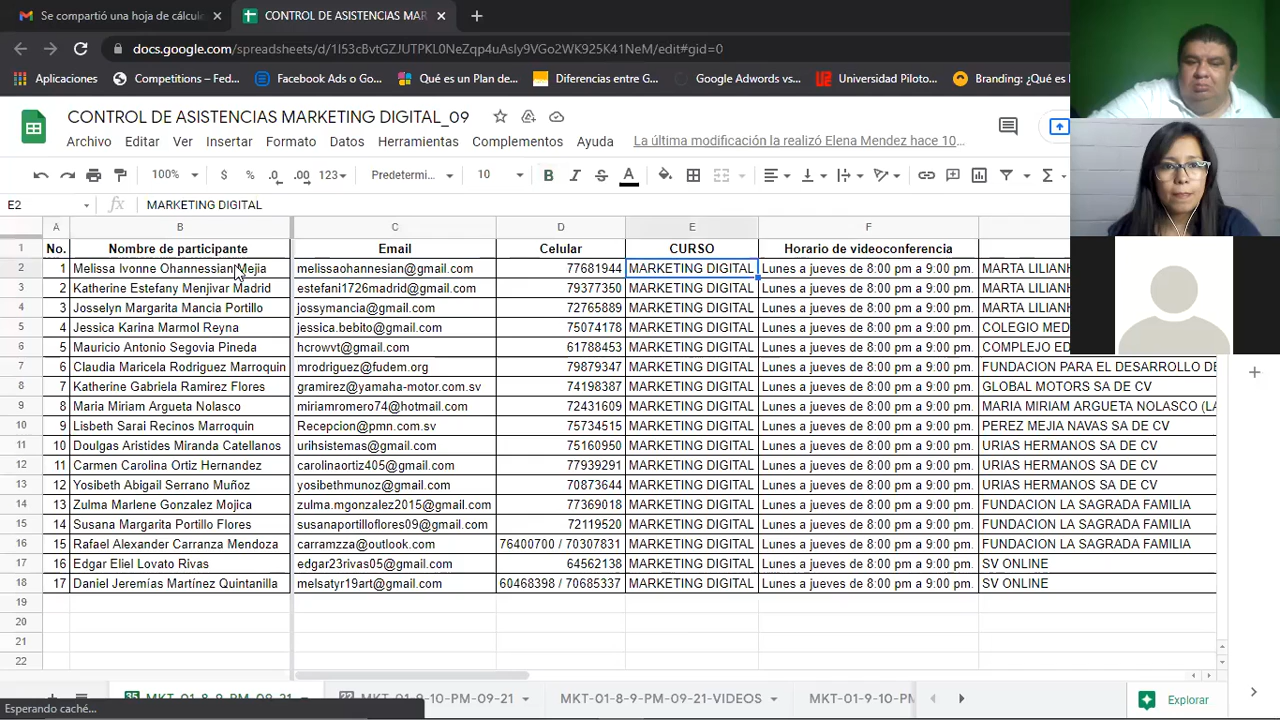 Se compartió una hoja de cálcul
CONTROL DE ASISTENCIAS MAR
docs.google.com/spreadsheets/d/1I53cBvtGZJUTPKL0NeZqp4uAsly9VGo2WK925K41NeM/edit#gid=0
Aplicaciones
Competitions – Fed...
Facebook Ads o Go...
Qué es un Plan de...
Diferencias entre G...
Google Adwords vs...
Universidad Piloto...
Branding: ¿Qué es
CONTROL DE ASISTENCIAS MARKETING DIGITAL_09
Archivo Editar Ver Insertar Formato Datos Herramientas Complementos Ayuda La última modificación la realizó Elena Mendez hace 10...
100% $ % .0 .00 123 Predetermi... 10 B I S A
E2 fx MARKETING DIGITAL
A B C D E F
1 No. Nombre de participante Email Celular CURSO Horario de videoconferencia
2 1 Melissa Ivonne Ohannessian Mejia melissaohannesian@gmail.com 77681944 MARKETING DIGITAL Lunes a jueves de 8:00 pm a 9:00 pm. MARTA LILIANH
3 2 Katherine Estefany Menjivar Madrid estefani1726madrid@gmail.com 79377350 MARKETING DIGITAL Lunes a jueves de 8:00 pm a 9:00 pm. MARTA LILIANH
4 3 Josselyn Margarita Mancia Portillo jossymancia@gmail.com 72765889 MARKETING DIGITAL Lunes a jueves de 8:00 pm a 9:00 pm. MARTA LILIANH
5 4 Jessica Karina Marmol Reyna jessica.bebito@gmail.com 75074178 MARKETING DIGITAL Lunes a jueves de 8:00 pm a 9:00 pm. COLEGIO MED
6 5 Mauricio Antonio Segovia Pineda hcrowvt@gmail.com 61788453 MARKETING DIGITAL Lunes a jueves de 8:00 pm a 9:00 pm. COMPLEJO ED
7 6 Claudia Maricela Rodriguez Marroquin mrodriguez@fudem.org 79879347 MARKETING DIGITAL Lunes a jueves de 8:00 pm a 9:00 pm. FUNDACION PARA EL DESARROLLO DE
8 7 Katherine Gabriela Ramirez Flores gramirez@yamaha-motor.com.sv 74198387 MARKETING DIGITAL Lunes a jueves de 8:00 pm a 9:00 pm. GLOBAL MOTORS SA DE CV
9 8 Maria Miriam Argueta Nolasco miriamromero74@hotmail.com 72431609 MARKETING DIGITAL Lunes a jueves de 8:00 pm a 9:00 pm. MARIA MIRIAM ARGUETA NOLASCO (LA
10 9 Lisbeth Sarai Recinos Marroquin Recepcion@pmn.com.sv 75734515 MARKETING DIGITAL Lunes a jueves de 8:00 pm a 9:00 pm. PEREZ MEJIA NAVAS SA DE CV
11 10 Doulgas Aristides Miranda Catellanos urihsistemas@gmail.com 75160950 MARKETING DIGITAL Lunes a jueves de 8:00 pm a 9:00 pm. URIAS HERMANOS SA DE CV
12 11 Carmen Carolina Ortiz Hernandez carolinaortiz405@gmail.com 77939291 MARKETING DIGITAL Lunes a jueves de 8:00 pm a 9:00 pm. URIAS HERMANOS SA DE CV
13 12 Yosibeth Abigail Serrano Muñoz yosibethmunoz@gmail.com 70873644 MARKETING DIGITAL Lunes a jueves de 8:00 pm a 9:00 pm. URIAS HERMANOS SA DE CV
14 13 Zulma Marlene Gonzalez Mojica zulma.mgonzalez2015@gmail.com 77369018 MARKETING DIGITAL Lunes a jueves de 8:00 pm a 9:00 pm. FUNDACION LA SAGRADA FAMILIA
15 14 Susana Margarita Portillo Flores susanaportilloflores09@gmail.com 72119520 MARKETING DIGITAL Lunes a jueves de 8:00 pm a 9:00 pm. FUNDACION LA SAGRADA FAMILIA
16 15 Rafael Alexander Carranza Mendoza carramzza@outlook.com 76400700 / 70307831 MARKETING DIGITAL Lunes a jueves de 8:00 pm a 9:00 pm. FUNDACION LA SAGRADA FAMILIA
17 16 Edgar Eliel Lovato Rivas edgar23rivas05@gmail.com 64562138 MARKETING DIGITAL Lunes a jueves de 8:00 pm a 9:00 pm. SV ONLINE
18 17 Daniel Jeremías Martínez Quintanilla melsatyr19art@gmail.com 60468398 / 70685337 MARKETING DIGITAL Lunes a jueves de 8:00 pm a 9:00 pm. SV ONLINE
19
20
21
22
MKT-01-8-9-PM-09-21 MKT-01-9-10-PM-09-21 MKT-01-8-9-PM-09-21-VIDEOS MKT-01-9-10-PM Explorar
Esperando caché...